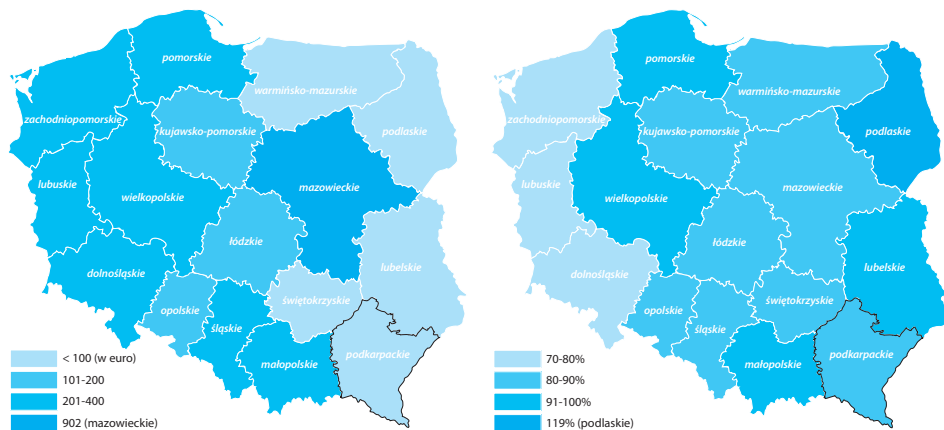 pomorskie
warmińsko-mazurskie
zachodniopomorskie
kujawsko-pomorskie
podlaskie
lubuskie
wielkopolskie
mazowieckie
łódzkie
dolnośląskie
lubelskie
opolskie
świętokrzyskie
śląskie
małopolskie
podkarpackie
< 100 (w euro)
101-200
201-400
902 (mazowieckie)
pomorskie
warmińsko-mazurskie
zachodniopomorskie
kujawsko-pomorskie
podlaskie
lubuskie
wielkopolskie
mazowieckie
łódzkie
dolnośląskie
lubelskie
opolskie
świętokrzyskie
śląskie
małopolskie
podkarpackie
70-80%
80-90%
91-100%
119% (podlaskie)